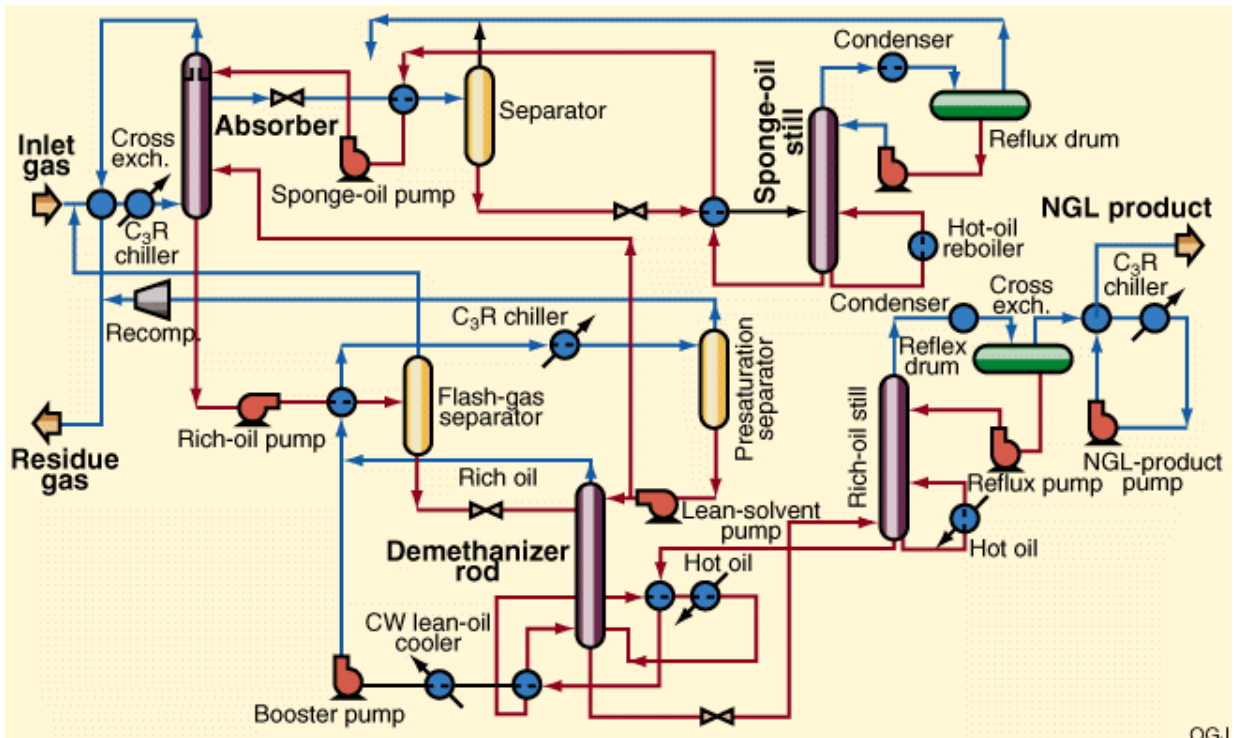 Condenser
Separator
Absorber
Sponge-oil
still
Reflux drum
Inlet
gas
Cross
exch.
Sponge-oil pump
C3R
chiller
Hot-oil
reboiler
NGL product
C3R
chiller
Cross
exch.
Condenser
Recomp.
C3R chiller
Reflex
drum
Presaturation
separator
Flash-gas
separator
Rich-oil pump
Rich-oil still
Residue
gas
Rich oil
Reflux pump
NGL-product
pump
Lean-solvent
pump
Demethanizer
rod
Hot oil
Hot oil
CW lean-oil
cooler
Booster pump
OGJ